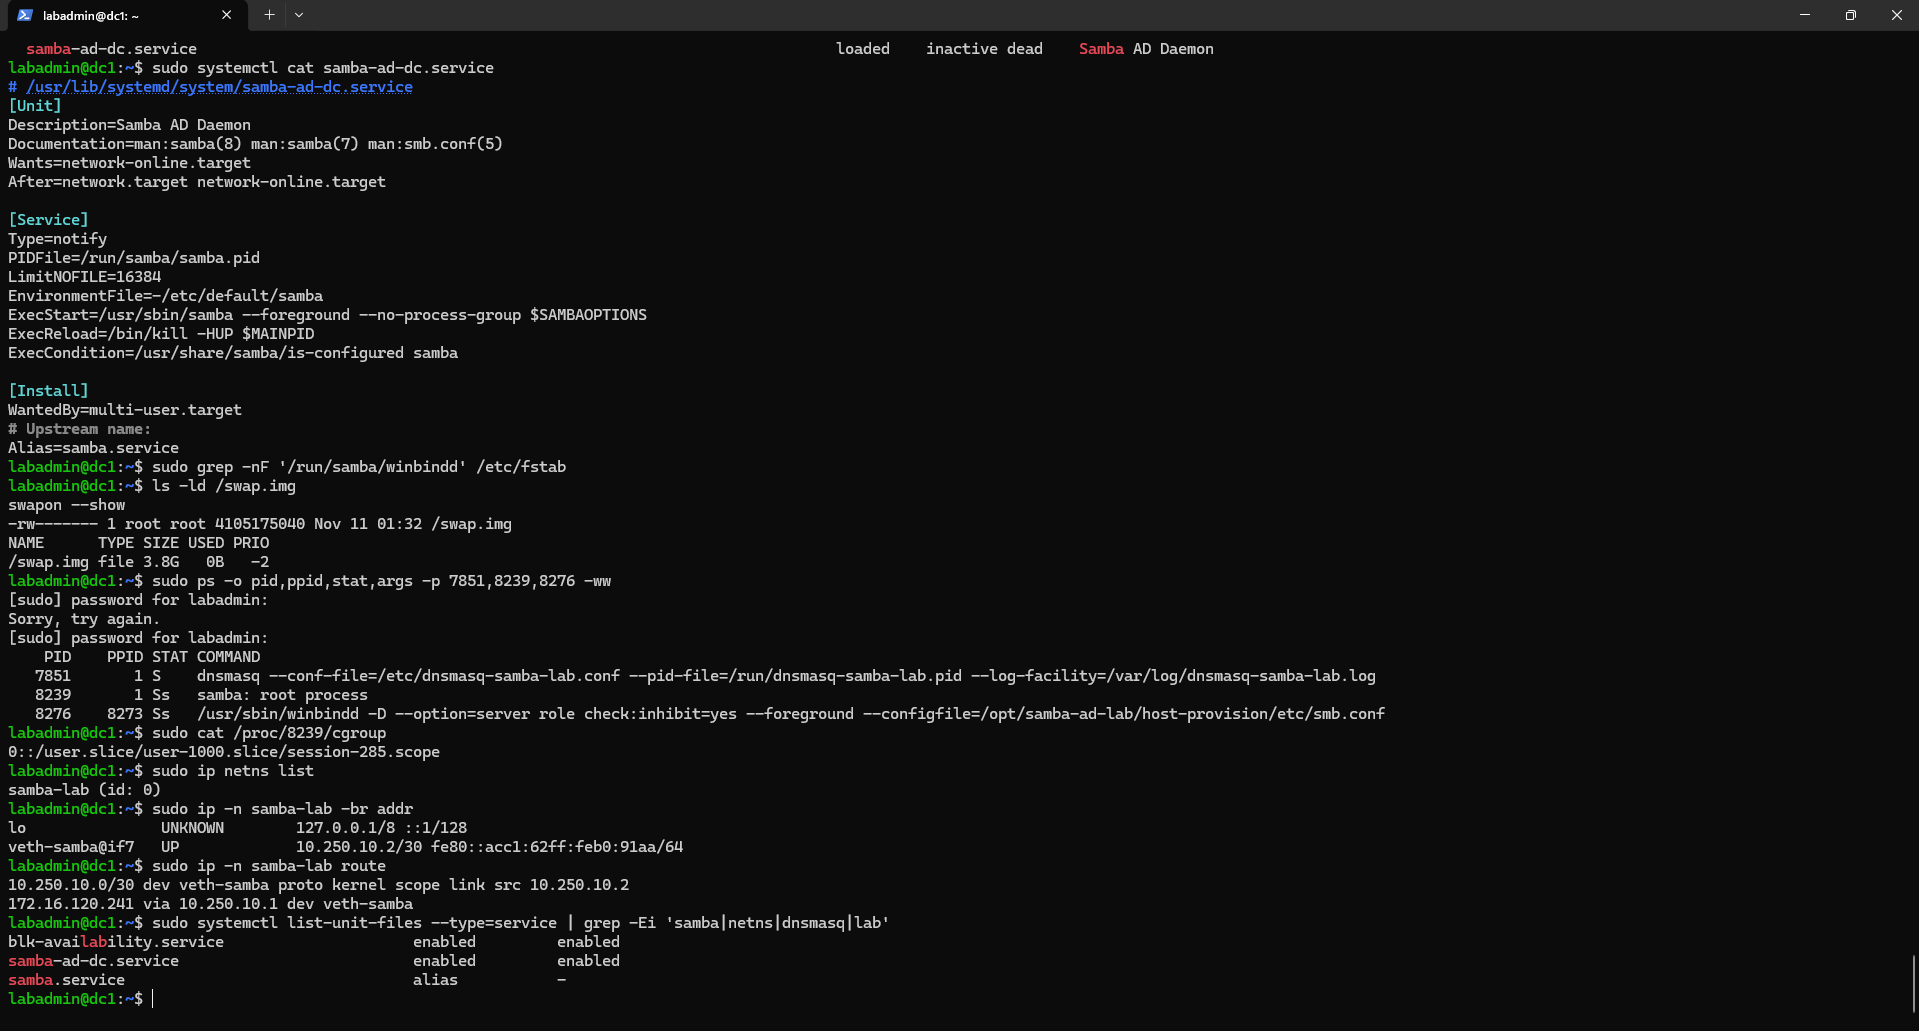 labadmin@dc1: ~
samba-ad-dc.service loaded inactive dead Samba AD Daemon
labadmin@dc1:~$ sudo systemctl cat samba-ad-dc.service
# /usr/lib/systemd/system/samba-ad-dc.service
[Unit]
Description=Samba AD Daemon
Documentation=man:samba(8) man:samba(7) man:smb.conf(5)
Wants=network-online.target
After=network.target network-online.target
[Service]
Type=notify
PIDFile=/run/samba/samba.pid
LimitNOFILE=16384
EnvironmentFile=-/etc/default/samba
ExecStart=/usr/sbin/samba --foreground --no-process-group $SAMBAOPTIONS
ExecReload=/bin/kill -HUP $MAINPID
ExecCondition=/usr/share/samba/is-configured samba
[Install]
WantedBy=multi-user.target
# Upstream name:
Alias=samba.service
labadmin@dc1:~$ sudo grep -nF '/run/samba/winbindd' /etc/fstab
labadmin@dc1:~$ ls -ld /swap.img
swapon --show
-rw------- 1 root root 4105175040 Nov 11 01:32 /swap.img
NAME TYPE SIZE USED PRIO
/swap.img file 3.8G 0B -2
labadmin@dc1:~$ sudo ps -o pid,ppid,stat,args -p 7851,8239,8276 -ww
[sudo] password for labadmin:
Sorry, try again.
[sudo] password for labadmin:
PID PPID STAT COMMAND
7851 1 S dnsmasq --conf-file=/etc/dnsmasq-samba-lab.conf --pid-file=/run/dnsmasq-samba-lab.pid --log-facility=/var/log/dnsmasq-samba-lab.log
8239 1 Ss samba: root process
8276 8273 Ss /usr/sbin/winbindd -D --option=server role check:inhibit=yes --foreground --configfile=/opt/samba-ad-lab/host-provision/etc/smb.conf
labadmin@dc1:~$ sudo cat /proc/8239/cgroup
0::/user.slice/user-1000.slice/session-285.scope
labadmin@dc1:~$ sudo ip netns list
samba-lab (id: 0)
labadmin@dc1:~$ sudo ip -n samba-lab -br addr
lo UNKNOWN 127.0.0.1/8 ::1/128
veth-samba@if7 UP 10.250.10.2/30 fe80::acc1:62ff:feb0:91aa/64
labadmin@dc1:~$ sudo ip -n samba-lab route
10.250.10.0/30 dev veth-samba proto kernel scope link src 10.250.10.2
172.16.120.241 via 10.250.10.1 dev veth-samba
labadmin@dc1:~$ sudo systemctl list-unit-files --type=service | grep -Ei 'samba|netns|dnsmasq|lab'
blk-availability.service enabled enabled
samba-ad-dc.service enabled enabled
samba.service alias -
labadmin@dc1:~$